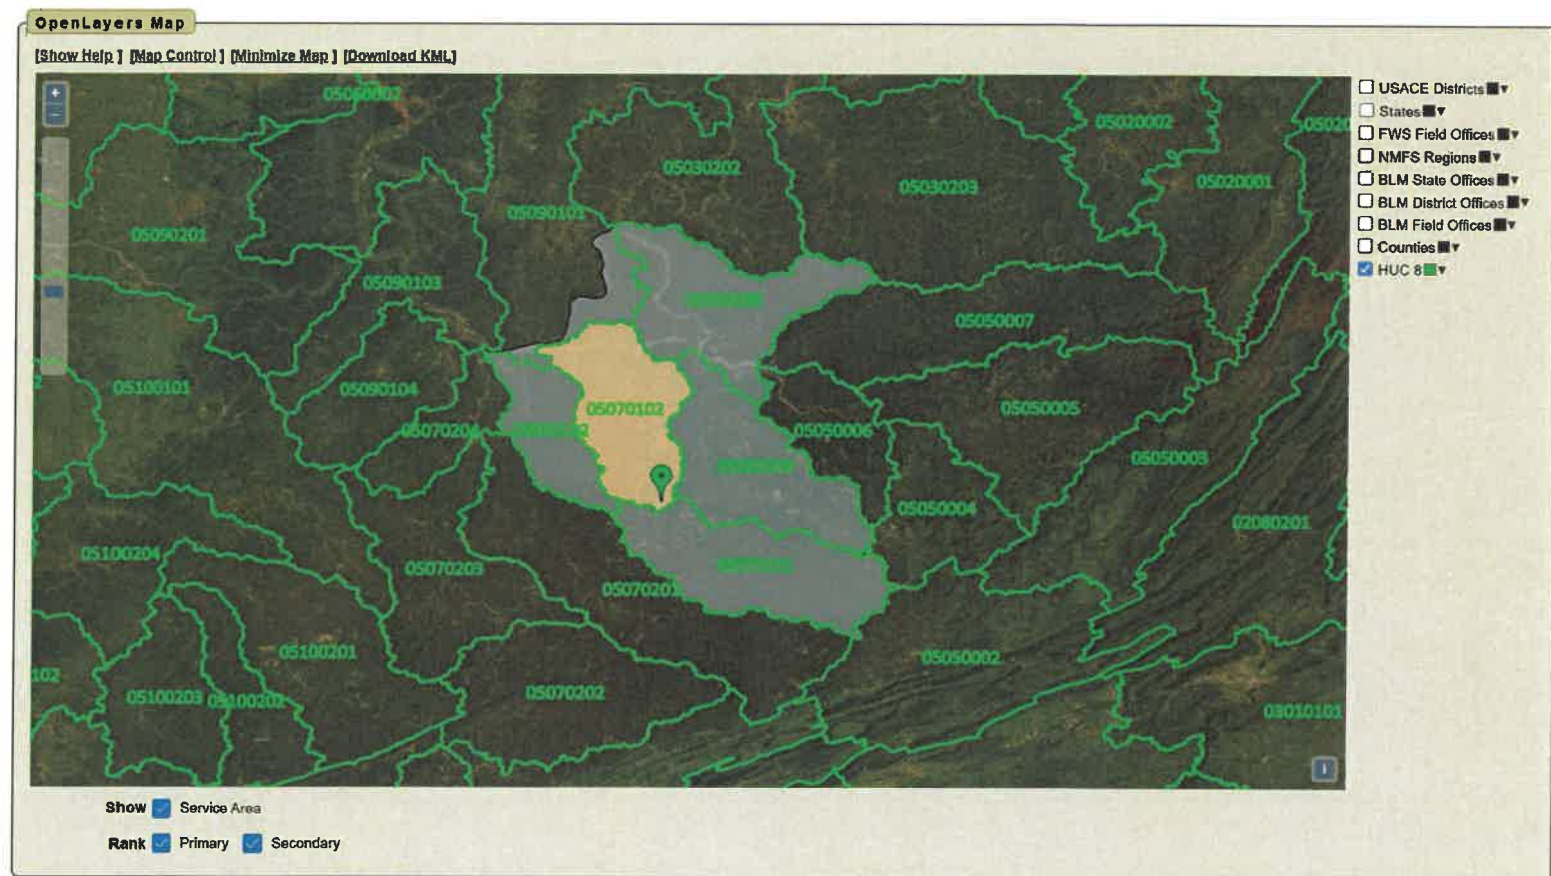 OpenLayers Map
[Show Help ] [Map Control ] [Minimize Map ] [Download KML]
+
−
USACE Districts
States
FWS Field Offices
NMFS Regions
BLM State Offices
BLM District Offices
BLM Field Offices
Counties
HUC 8
05060002
05020002
05030202
05030203
05020001
05090101
05090201
05090103
05050007
05100101
05090104
05070102
05050005
05070204
05050006
05050003
05050004
02080201
05100204
05070203
05070201
05100201
05050002
102
05100203
05100202
05070202
03010101
i
Show Service Area
Rank Primary Secondary